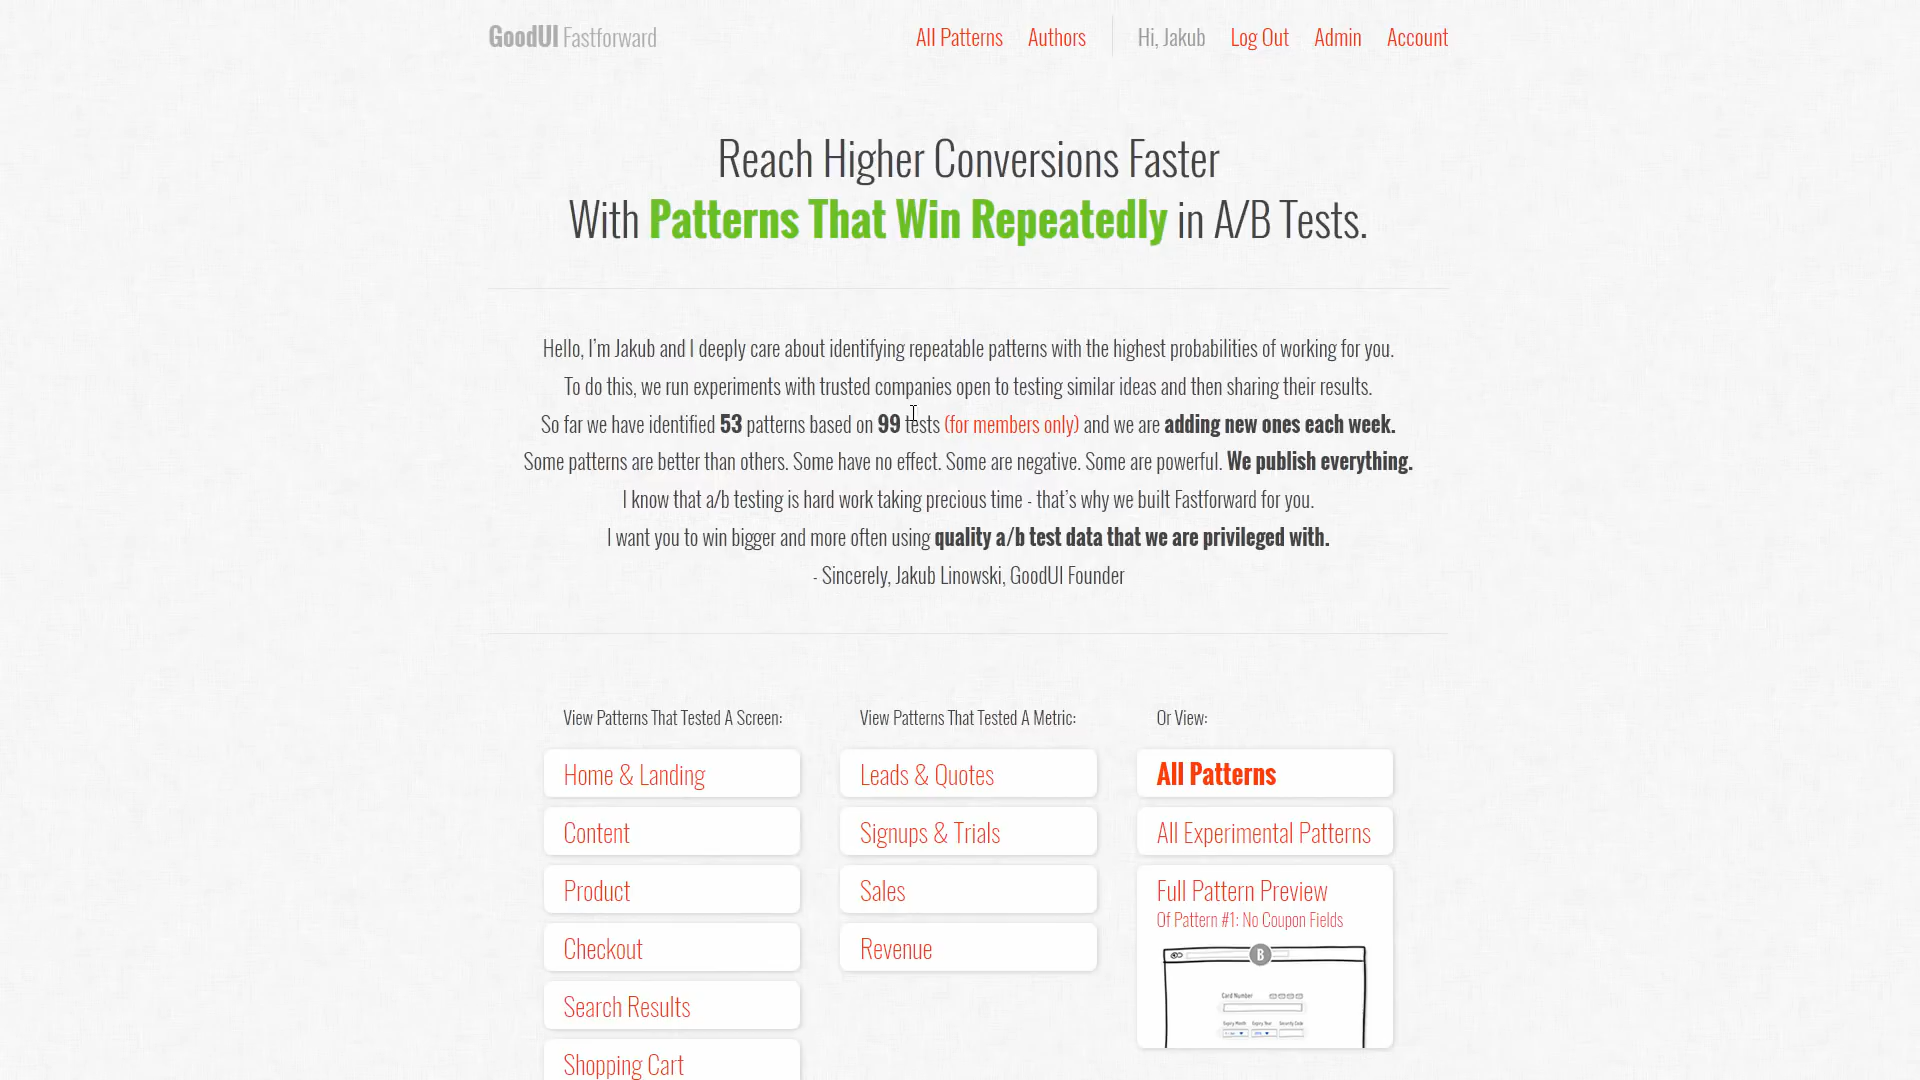 GoodUI Fastforward
All Patterns Authors Hi, Jakub Log Out Admin Account
Reach Higher Conversions Faster
With Patterns That Win Repeatedly in A/B Tests.
Hello, I'm Jakub and I deeply care about identifying repeatable patterns with the highest probabilities of working for you.
To do this, we run experiments with trusted companies open to testing similar ideas and then sharing their results.
So far we have identified 53 patterns based on 99 tests (for members only) and we are adding new ones each week.
Some patterns are better than others. Some have no effect. Some are negative. Some are powerful. We publish everything.
I know that a/b testing is hard work taking precious time - that's why we built Fastforward for you.
I want you to win bigger and more often using quality a/b test data that we are privileged with.
- Sincerely, Jakub Linowski, GoodUI Founder
View Patterns That Tested A Screen:
Home & Landing
Content
Product
Checkout
Search Results
Shopping Cart
View Patterns That Tested A Metric:
Leads & Quotes
Signups & Trials
Sales
Revenue
Or View:
All Patterns
All Experimental Patterns
Full Pattern Preview
Of Pattern #1: No Coupon Fields
B
Card Number
Expiry Month Expiry Year Security Code